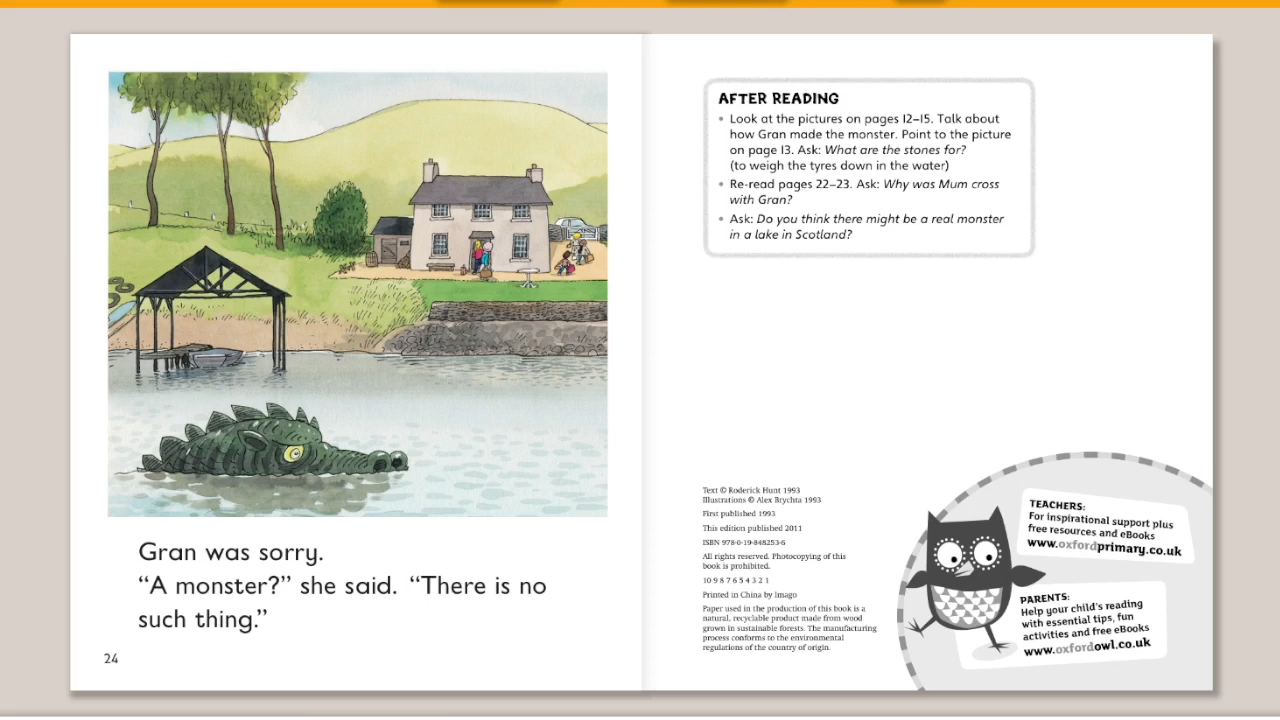 Gran was sorry.
“A monster?” she said. “There is no
such thing.”
24
AFTER READING
• Look at the pictures on pages 12–15. Talk about
how Gran made the monster. Point to the picture
on page 13. Ask: What are the stones for?
(to weigh the tyres down in the water)
• Re-read pages 22–23. Ask: Why was Mum cross
with Gran?
• Ask: Do you think there might be a real monster
in a lake in Scotland?
Text © Roderick Hunt 1993
Illustrations © Alex Brychta 1993
First published 1993
This edition published 2011
ISBN 978-0-19-848253-6
All rights reserved. Photocopying of this
book is prohibited.
10 9 8 7 6 5 4 3 2 1
Printed in China by Imago
Paper used in the production of this book is a
natural, recyclable product made from wood
grown in sustainable forests. The manufacturing
process conforms to the environmental
regulations of the country of origin.
TEACHERS:
For inspirational support plus
free resources and eBooks
www.oxfordprimary.co.uk
PARENTS:
Help your child's reading
with essential tips, fun
activities and free eBooks
www.oxfordowl.co.uk